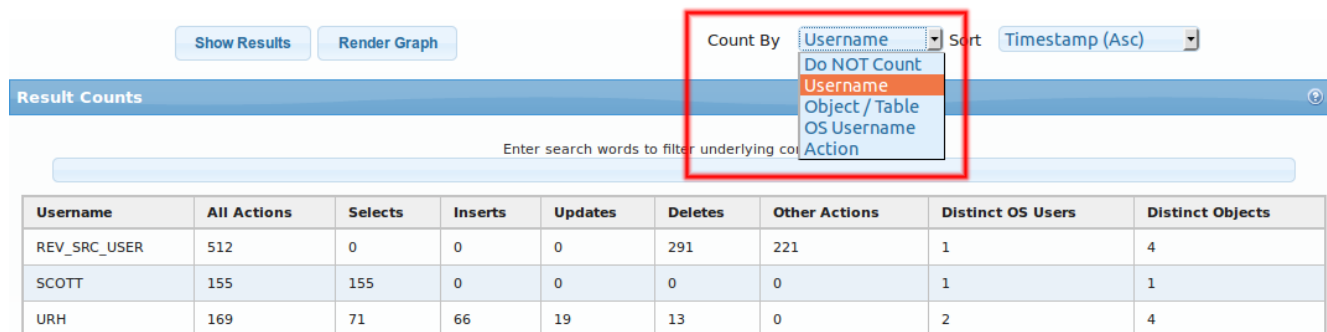 Show Results Render Graph Count By Username Sort Timestamp (Asc)
Do NOT Count
Username
Object / Table
OS Username
Action
Result Counts
Enter search words to filter underlying
Username All Actions Selects Inserts Updates Deletes Other Actions Distinct OS Users Distinct Objects
REV_SRC_USER 512 0 0 0 291 221 1 4
SCOTT 155 155 0 0 0 0 1 1
URH 169 71 66 19 13 0 2 4